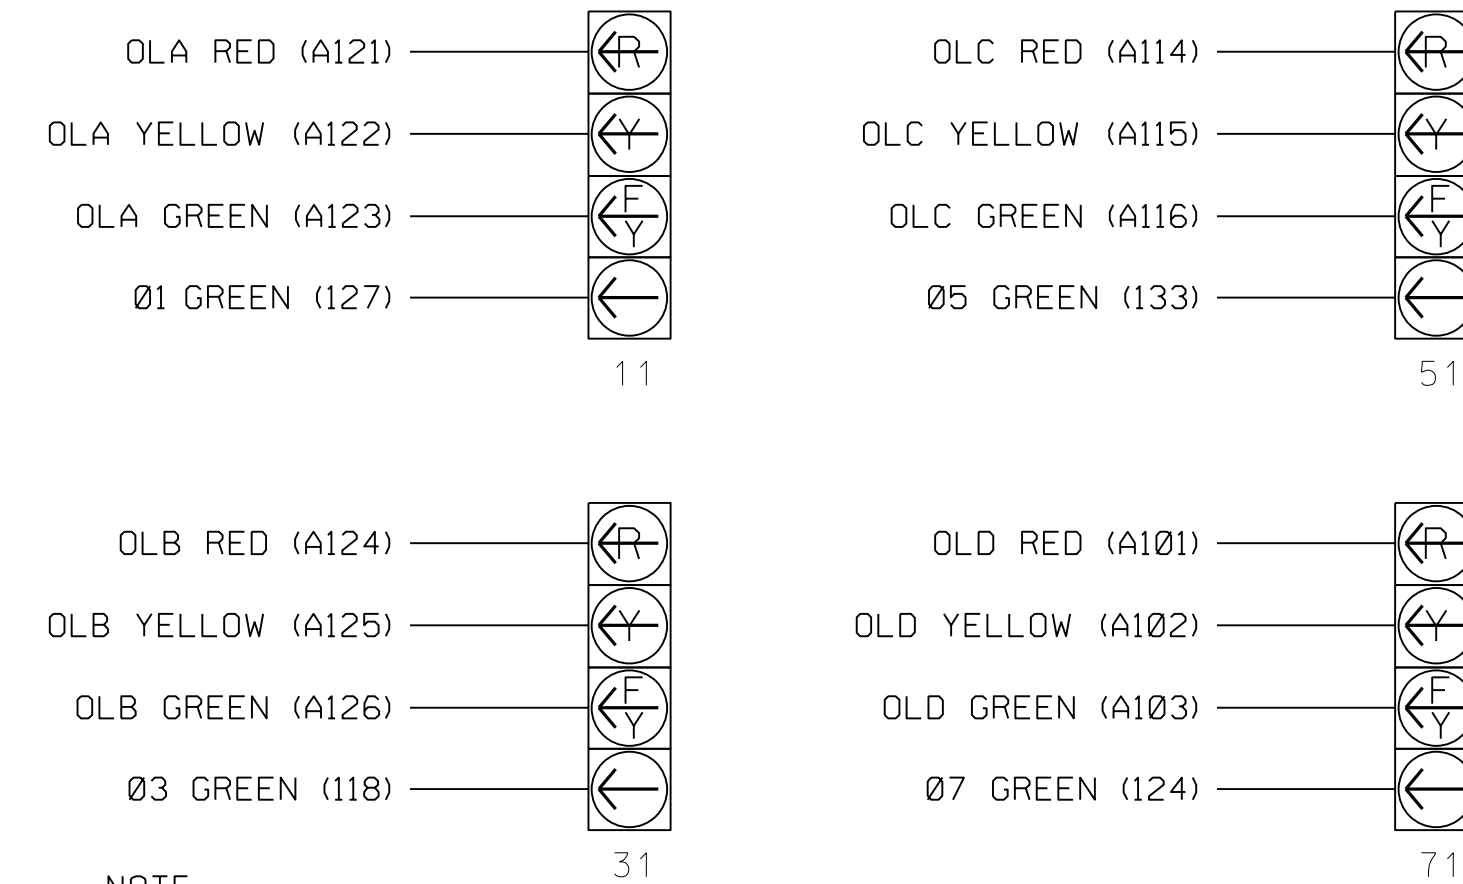 OLA RED (A121)
R
OLA YELLOW (A122)
Y
OLA GREEN (A123)
F
Y
Ø1 GREEN (127)
11
OLC RED (A114)
R
OLC YELLOW (A115)
Y
OLC GREEN (A116)
F
Y
Ø5 GREEN (133)
51
OLB RED (A124)
R
OLB YELLOW (A125)
Y
OLB GREEN (A126)
F
Y
Ø3 GREEN (118)
31
OLD RED (A1Ø1)
R
OLD YELLOW (A1Ø2)
Y
OLD GREEN (A1Ø3)
F
Y
Ø7 GREEN (124)
71
NOTE